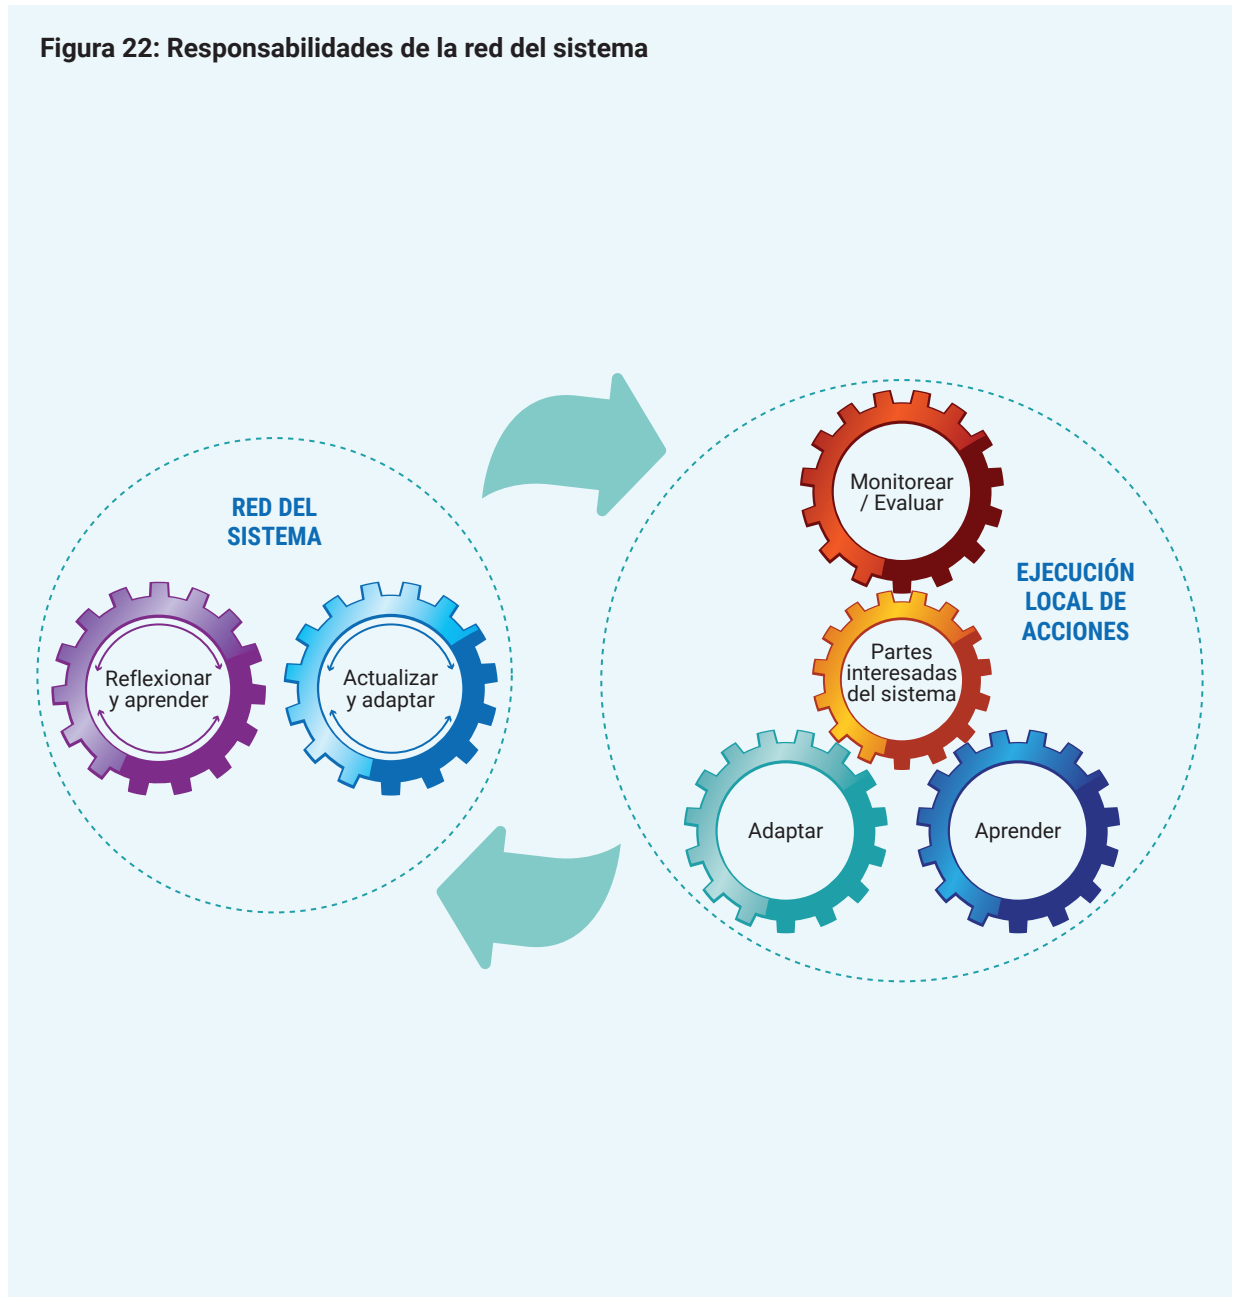 Figura 22: Responsabilidades de la red del sistema
RED DEL
SISTEMA
Reflexionar
y aprender
Actualizar
y adaptar
Monitorear
/ Evaluar
EJECUCIÓN
LOCAL DE
ACCIONES
Partes
interesadas
del sistema
Adaptar
Aprender